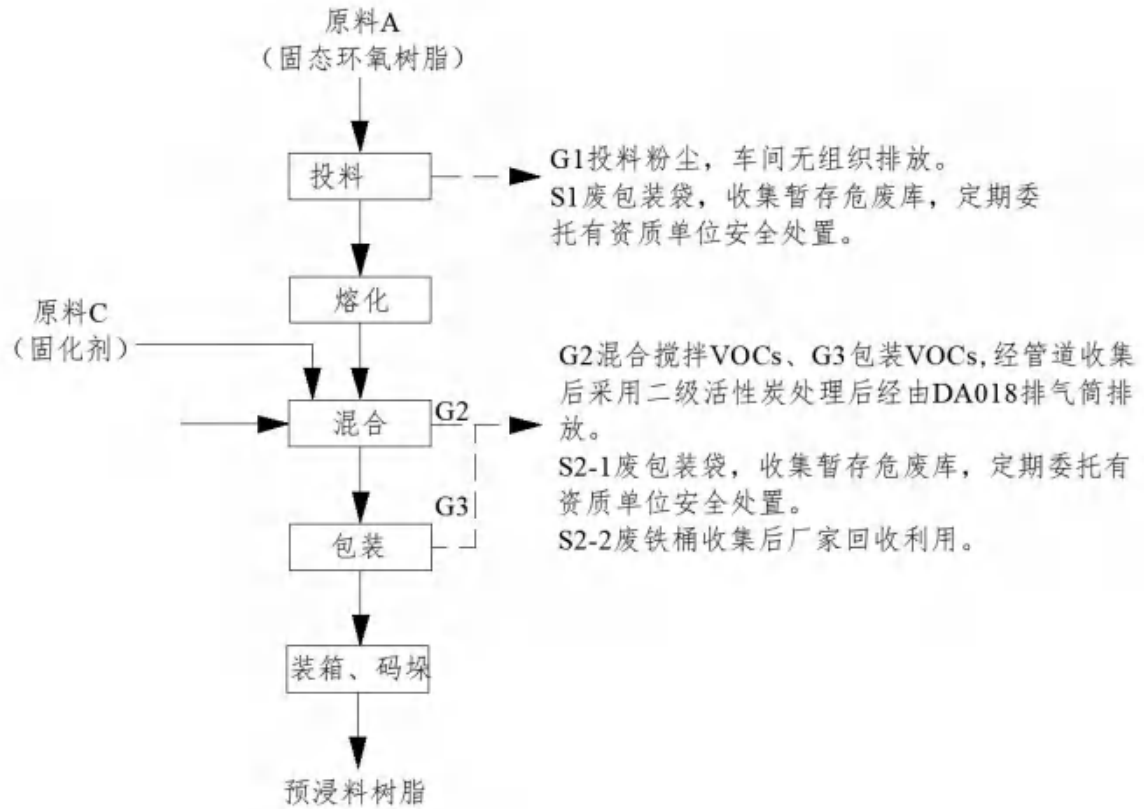 原料A
（固态环氧树脂）
投料
G1投料粉尘，车间无组织排放。
S1废包装袋，收集暂存危废库，定期委
托有资质单位安全处置。
熔化
原料C
（固化剂）
G2混合搅拌VOCs、G3包装VOCs,经管道收集
后采用二级活性炭处理后经由DA018排气筒排
放。
G2
混合
S2-1废包装袋，收集暂存危废库，定期委托有
资质单位安全处置。
G3
包装
S2-2废铁桶收集后厂家回收利用。
装箱、码垛
预浸料树脂